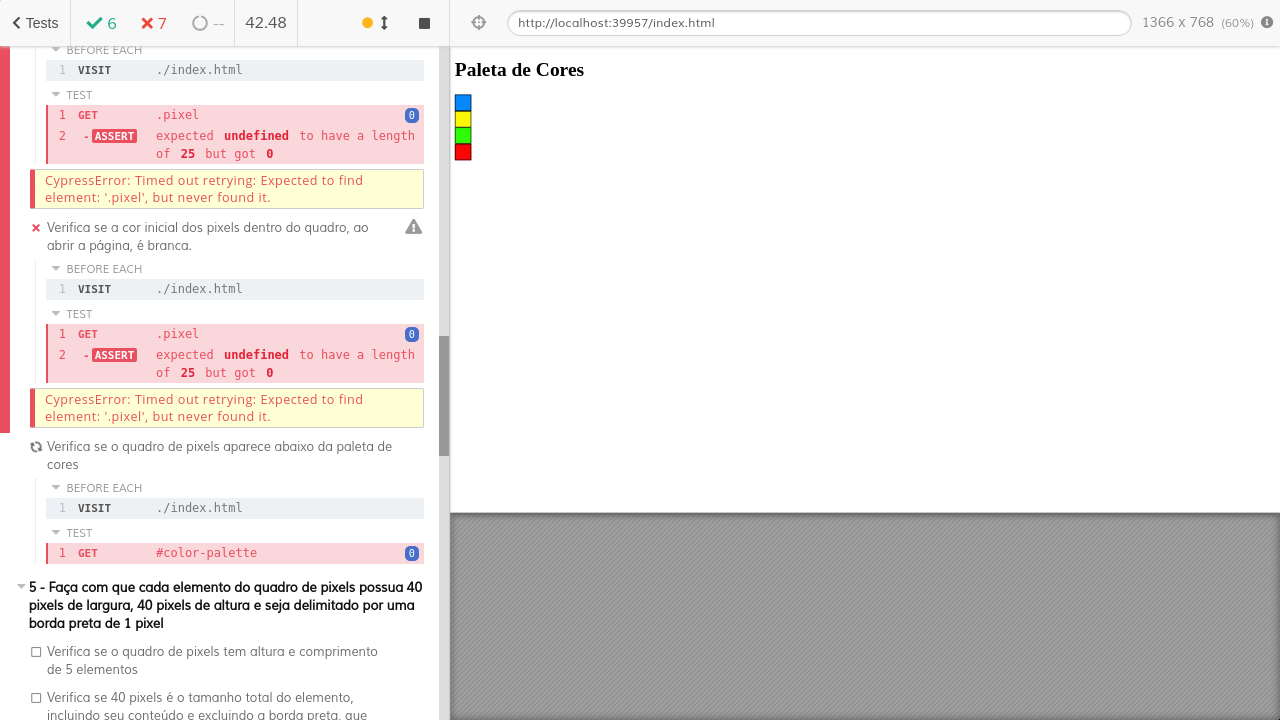 Tests
6
7
--
42.48
http://localhost:39957/index.html
1366 x 768 (60%)
BEFORE EACH
1 VISIT ./index.html
TEST
1 GET .pixel 0
2 -ASSERT expected undefined to have a length
of 25 but got 0
CypressError: Timed out retrying: Expected to find
element: '.pixel', but never found it.
Verifica se a cor inicial dos pixels dentro do quadro, ao
abrir a página, é branca.
BEFORE EACH
1 VISIT ./index.html
TEST
1 GET .pixel 0
2 -ASSERT expected undefined to have a length
of 25 but got 0
CypressError: Timed out retrying: Expected to find
element: '.pixel', but never found it.
Verifica se o quadro de pixels aparece abaixo da paleta de
cores
BEFORE EACH
1 VISIT ./index.html
TEST
1 GET #color-palette 0
5 - Faça com que cada elemento do quadro de pixels possua 40
pixels de largura, 40 pixels de altura e seja delimitado por uma
borda preta de 1 pixel
Verifica se o quadro de pixels tem altura e comprimento
de 5 elementos
Verifica se 40 pixels é o tamanho total do elemento,
incluindo seu conteúdo e excluindo a borda preta, que
Paleta de Cores